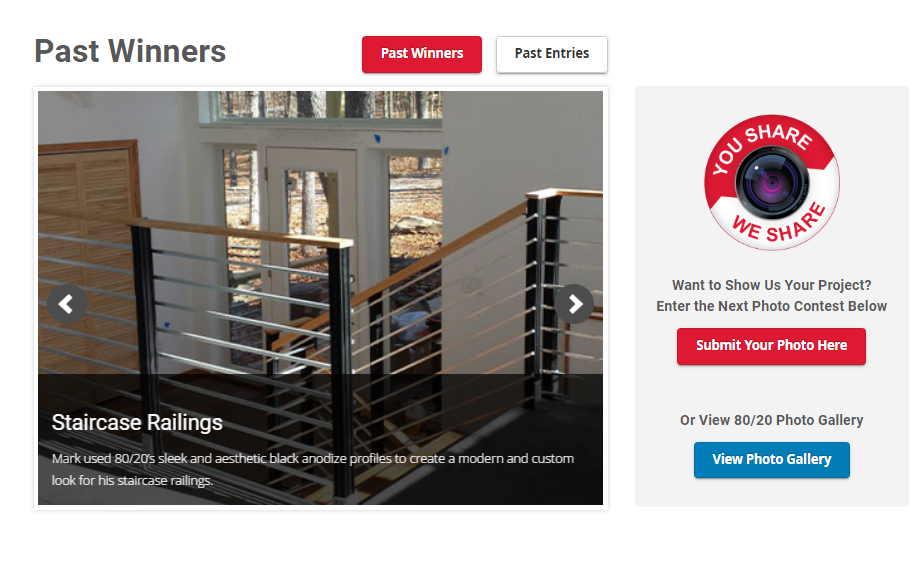 Past Winners
Past Winners
Past Entries
Staircase Railings
Mark used 80/20's sleek and aesthetic black anodize profiles to create a modern and custom
look for his staircase railings.
YOU SHARE
WE SHARE
Want to Show Us Your Project?
Enter the Next Photo Contest Below
Submit Your Photo Here
Or View 80/20 Photo Gallery
View Photo Gallery